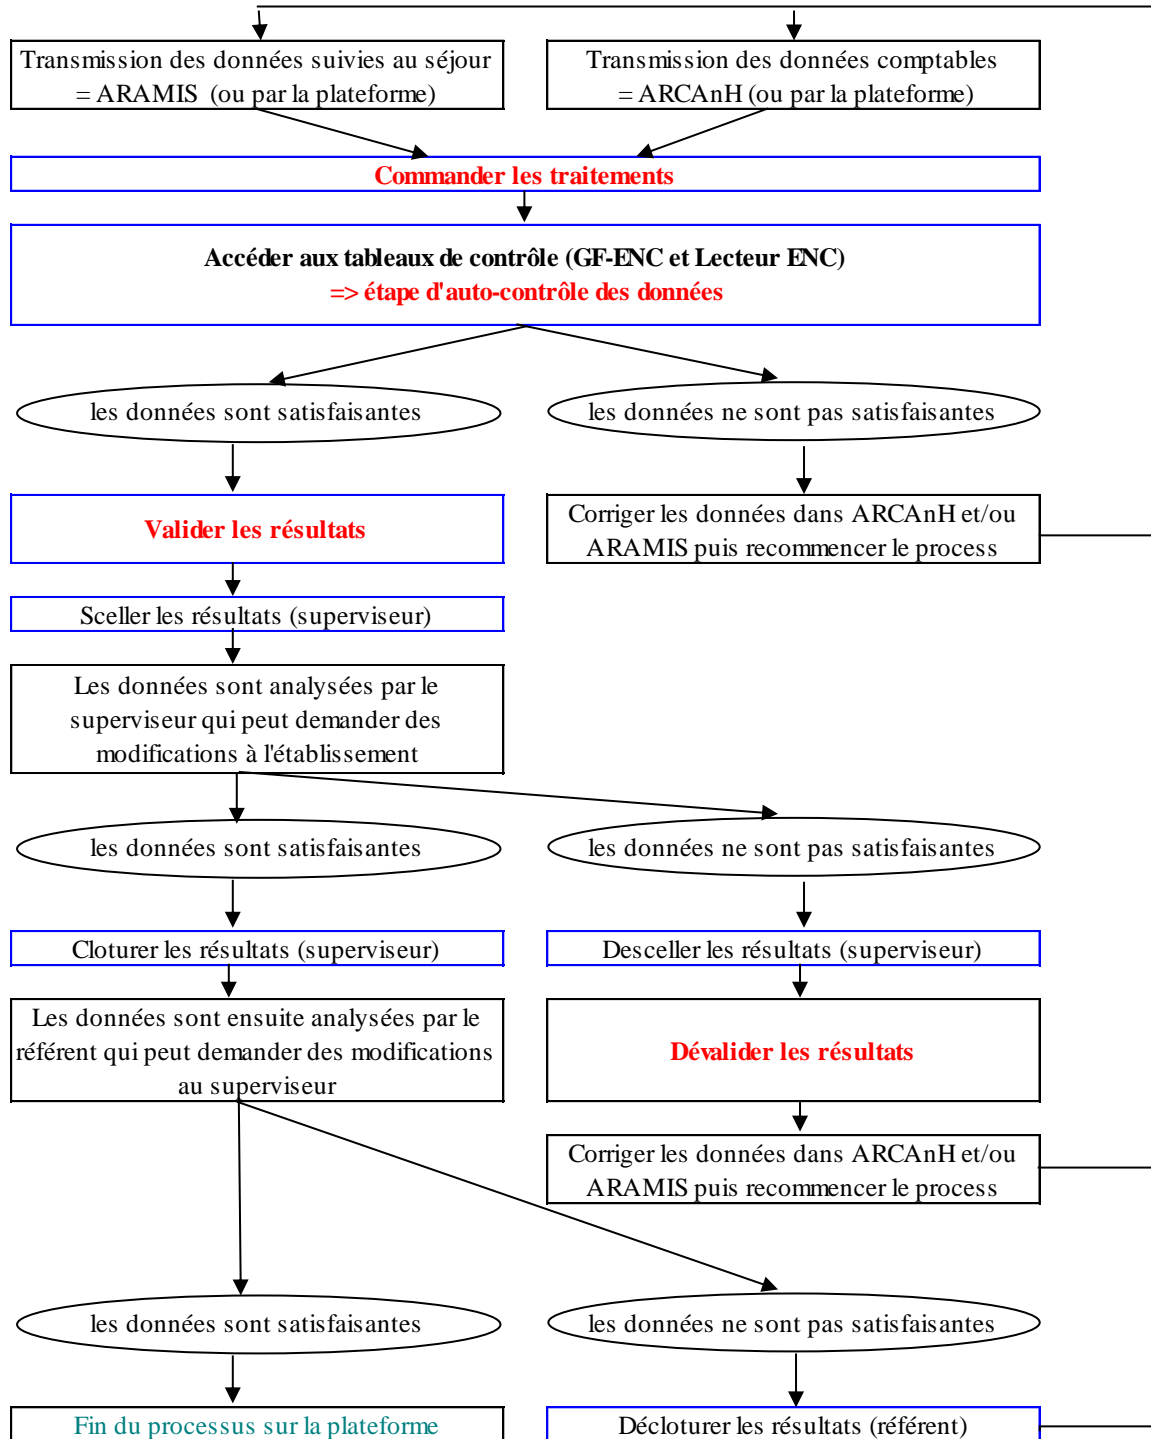 Transmission des données suivies au séjour
= ARAMIS (ou par la plateforme)
Transmission des données comptables
= ARCAnH (ou par la plateforme)
Commander les traitements
Accéder aux tableaux de contrôle (GF-ENC et Lecteur ENC)
=> étape d'auto-contrôle des données
les données sont satisfaisantes
les données ne sont pas satisfaisantes
Valider les résultats
Corriger les données dans ARCAnH et/ou
ARAMIS puis recommencer le process
Sceller les résultats (superviseur)
Les données sont analysées par le
superviseur qui peut demander des
modifications à l'établissement
les données sont satisfaisantes
les données ne sont pas satisfaisantes
Cloturer les résultats (superviseur)
Desceller les résultats (superviseur)
Les données sont ensuite analysées par le
référent qui peut demander des modifications
au superviseur
Dévalider les résultats
Corriger les données dans ARCAnH et/ou
ARAMIS puis recommencer le process
les données sont satisfaisantes
les données ne sont pas satisfaisantes
Fin du processus sur la plateforme
Décloturer les résultats (référent)